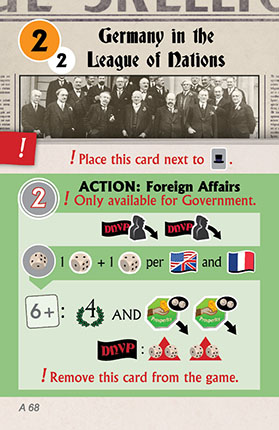 2
2
Germany in the
League of Nations
!
! Place this card next to .
2
ACTION: Foreign Affairs
! Only available for Government.
DNVP DNVP
1 + 1 per and
6+: 4 AND Prosperity Prosperity
DNVP:
! Remove this card from the game.
A 68